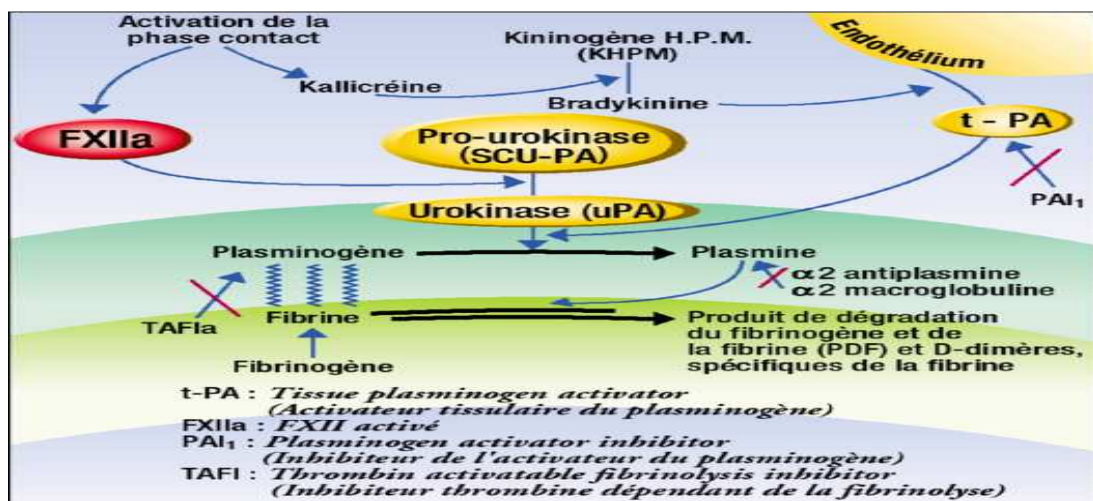 Activation de la
phase contact
Kininogène H.P.M.
(KHPM)
Endothélium
Kallicréine
Bradykinine
FXIIa
Pro-urokinase
(SCU-PA)
t - PA
PAI₁
Urokinase (uPA)
Plasminogène
Plasmine
α2 antiplasmine
α2 macroglobuline
TAFIa
Fibrine
Produit de dégradation
du fibrinogène et de
la fibrine (PDF) et D-dimères,
spécifiques de la fibrine
Fibrinogène
t-PA : Tissue plasminogen activator
(Activateur tissulaire du plasminogène)
FXIIa : FXII activé
PAI₁ : Plasminogen activator inhibitor
(Inhibiteur de l'activateur du plasminogène)
TAFI : Thrombin activatable fibrinolysis inhibitor
(Inhibiteur thrombine dépendant de la fibrinolyse)